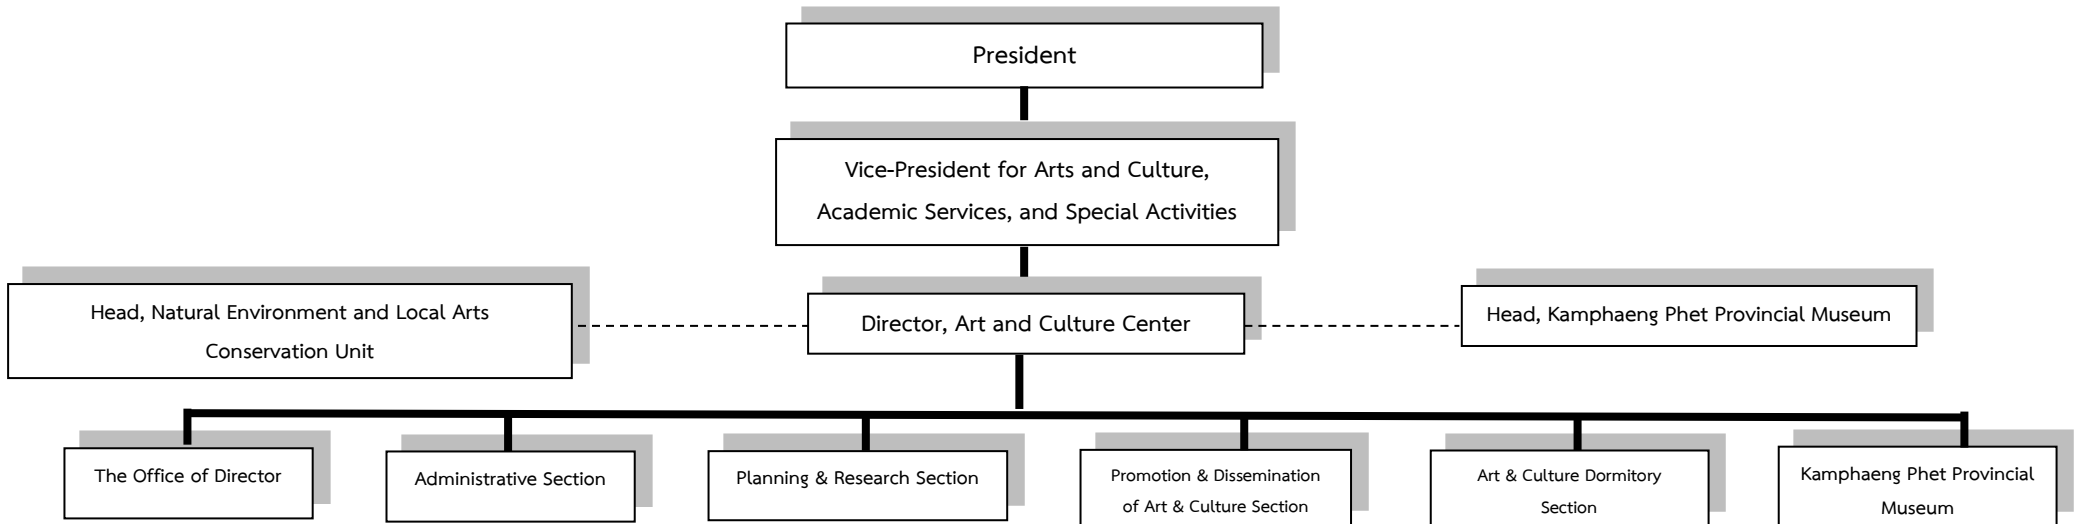 President
Vice-President for Arts and Culture,
Academic Services, and Special Activities
Head, Natural Environment and Local Arts
Conservation Unit
Director, Art and Culture Center
Head, Kamphaeng Phet Provincial Museum
The Office of Director
Administrative Section
Planning & Research Section
Promotion & Dissemination
of Art & Culture Section
Art & Culture Dormitory
Section
Kamphaeng Phet Provincial
Museum